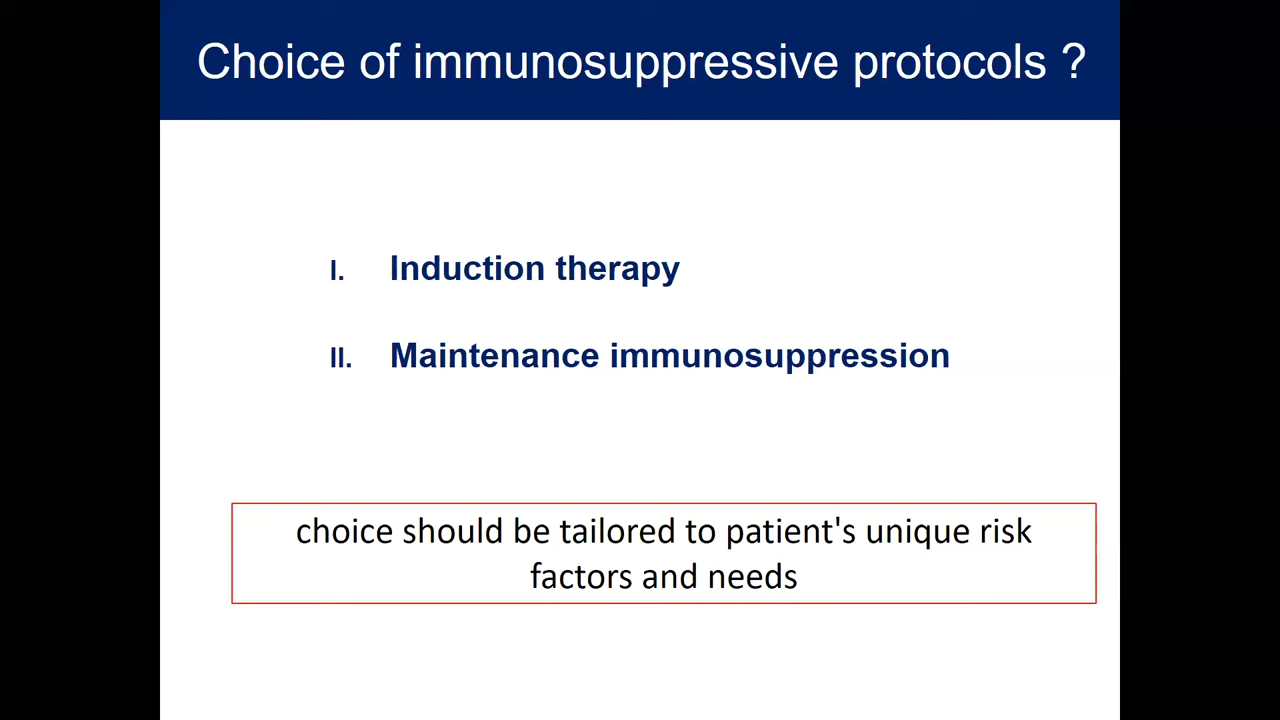 Choice of immunosuppressive protocols ?
I. Induction therapy
II. Maintenance immunosuppression
choice should be tailored to patient's unique risk
factors and needs